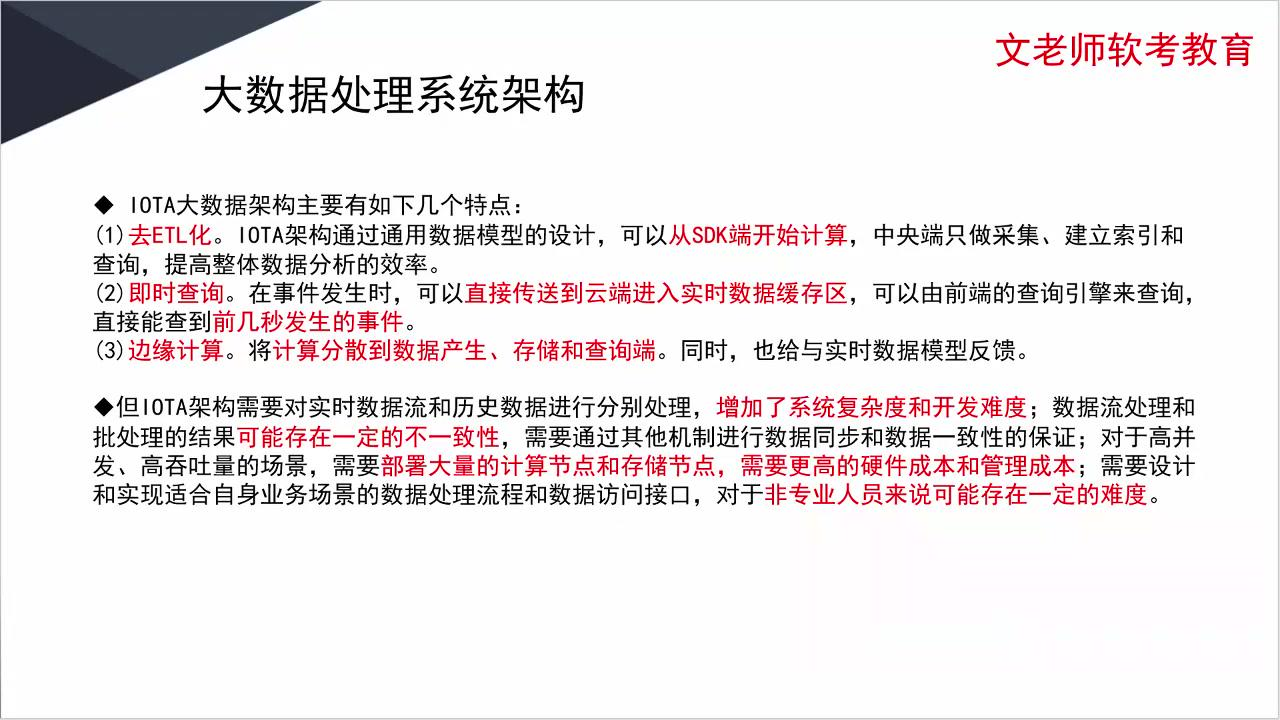 文老师软考教育
大数据处理系统架构
◆ IOTA大数据架构主要有如下几个特点：
(1)去ETL化。IOTA架构通过通用数据模型的设计，可以从SDK端开始计算，中央端只做采集、建立索引和
查询，提高整体数据分析的效率。
(2)即时查询。在事件发生时，可以直接传送到云端进入实时数据缓存区，可以由前端的查询引擎来查询，
直接能查到前几秒发生的事件。
(3)边缘计算。将计算分散到数据产生、存储和查询端。同时，也给与实时数据模型反馈。
◆但IOTA架构需要对实时数据流和历史数据进行分别处理，增加了系统复杂度和开发难度；数据流处理和
批处理的结果可能存在一定的不一致性，需要通过其他机制进行数据同步和数据一致性的保证；对于高并
发、高吞吐量的场景，需要部署大量的计算节点和存储节点，需要更高的硬件成本和管理成本；需要设计
和实现适合自身业务场景的数据处理流程和数据访问接口，对于非专业人员来说可能存在一定的难度。